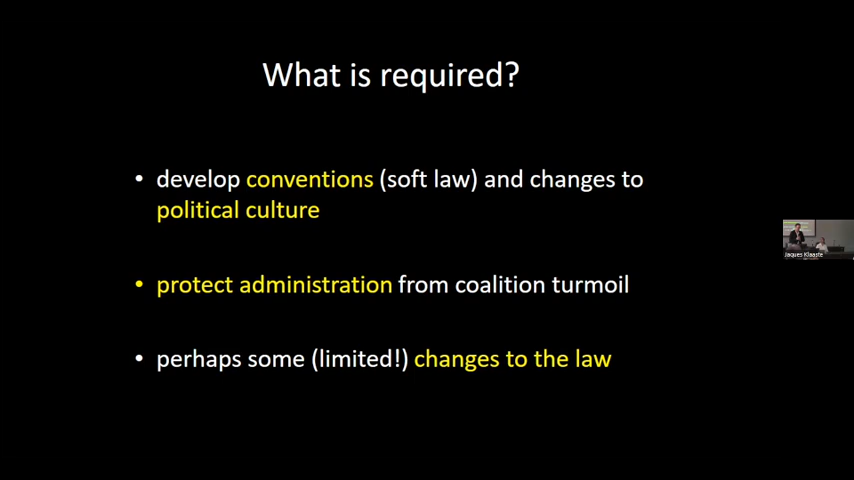 What is required?
• develop conventions (soft law) and changes to
political culture
• protect administration from coalition turmoil
• perhaps some (limited!) changes to the law
Jaques Klaaste